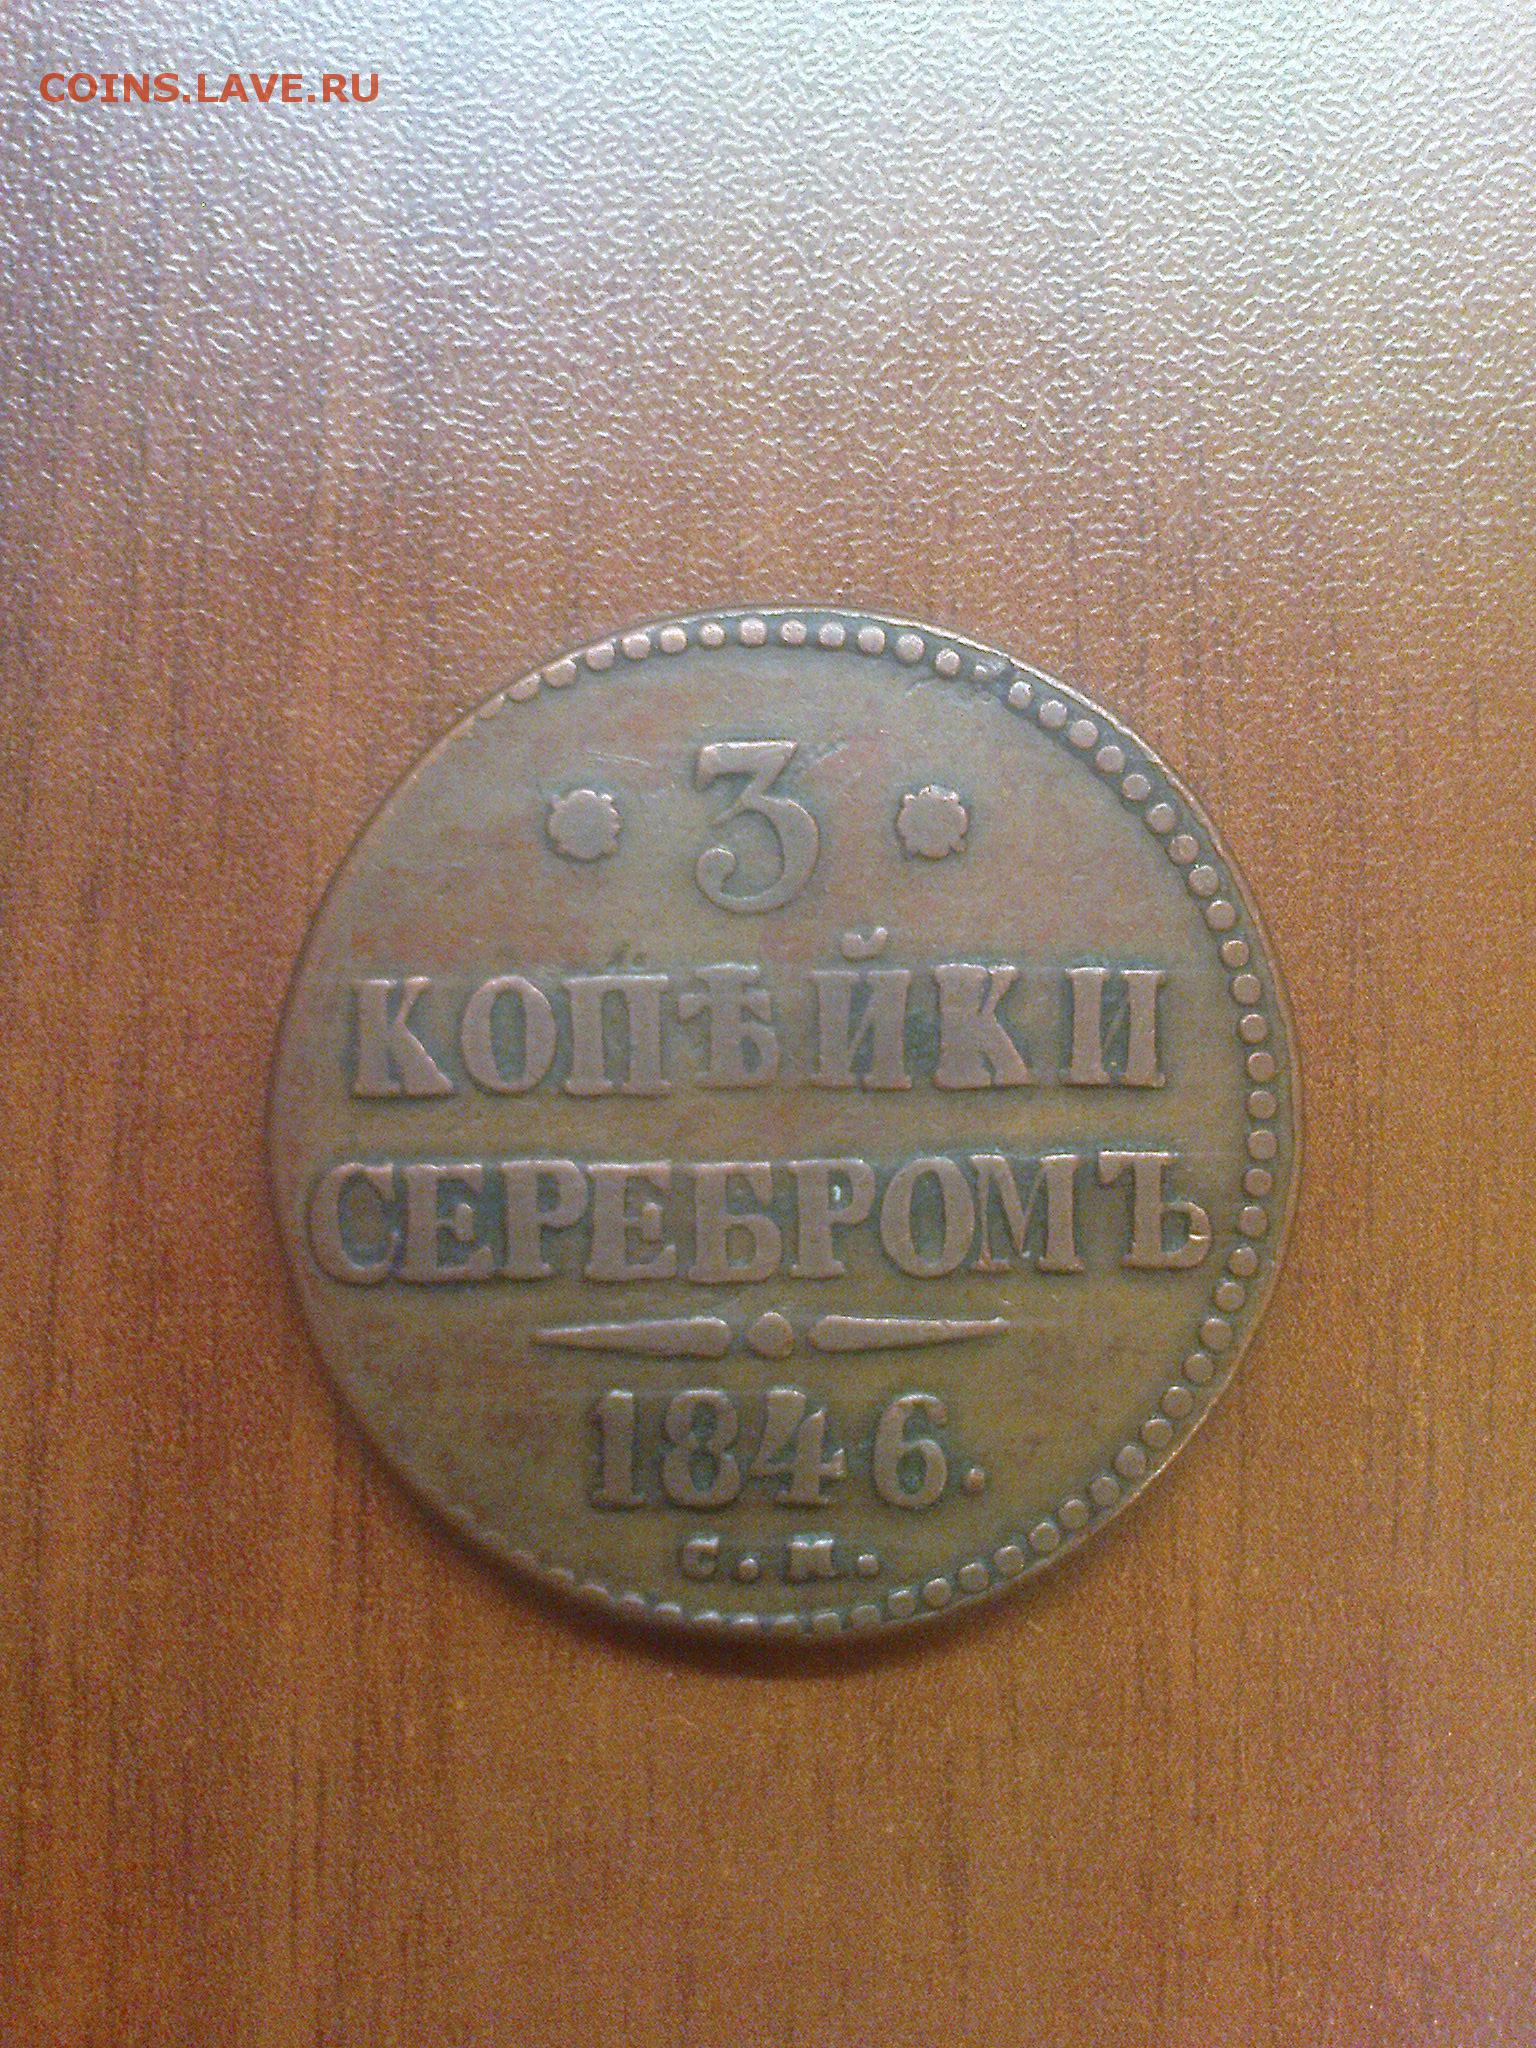 COINS.LAVE.RU
3
КОПѢЙКИ
СЕРЕБРОМЪ
1846.
С.М.